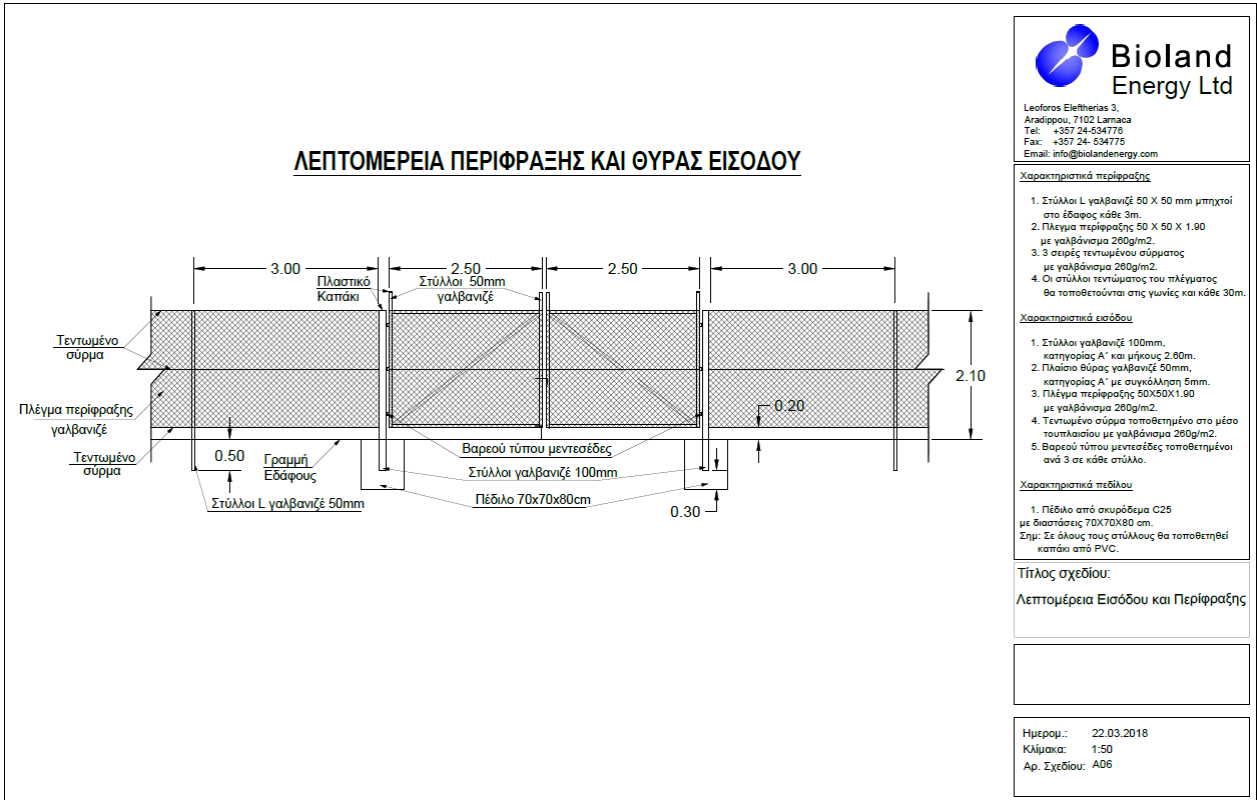 ΛΕΠΤΟΜΕΡΕΙΑ ΠΕΡΙΦΡΑΞΗΣ ΚΑΙ ΘΥΡΑΣ ΕΙΣΟΔΟΥ
3.00
2.50
2.50
3.00
Πλαστικό
Καπάκι
Στύλλοι 50mm
γαλβανιζέ
Τεντωμένο
σύρμα
2.10
Πλέγμα περίφραξης
γαλβανιζέ
0.20
Τεντωμένο
σύρμα
0.50
Γραμμή
Εδάφους
Βαρεού τύπου μεντεσέδες
Στύλλοι γαλβανιζέ 100mm
Στύλλοι L γαλβανιζέ 50mm
Πέδιλο 70x70x80cm
0.30
Bioland
Energy Ltd
Leoforos Eleftherias 3,
Aradippou, 7102 Larnaca
Tel: +357 24-534776
Fax: +357 24- 534775
Email: info@biolandenergy.com
Χαρακτηριστικά περίφραξης
1. Στύλλοι L γαλβανιζέ 50 X 50 mm μπηχτοί
στο έδαφος κάθε 3m.
2. Πλεγμα περίφραξης 50 X 50 X 1.90
με γαλβάνισμα 260g/m2.
3. 3 σειρές τεντωμένου σύρματος
με γαλβάνισμα 260g/m2.
4. Οι στύλλοι τεντώματος του πλέγματος
θα τοποθετούνται στις γωνίες και κάθε 30m.
Χαρακτηριστικά εισόδου
1. Στύλλοι γαλβανιζέ 100mm,
κατηγορίας Α' και μήκους 2.60m.
2. Πλαίσιο θύρας γαλβανιζέ 50mm,
κατηγορίας Α' με συγκόλληση 5mm.
3. Πλέγμα περίφραξης 50X50X1.90
με γαλβάνισμα 260g/m2.
4. Τεντωμένο σύρμα τοποθετημένο στο μέσο
τουπλαισίου με γαλβάνισμα 260g/m2.
5. Βαρεού τύπου μεντεσέδες τοποθετημένοι
ανά 3 σε κάθε στύλλο.
Χαρακτηριστικά πεδίλου
1. Πέδιλο από σκυρόδεμα C25
με διαστάσεις 70X70X80 cm.
Σημ: Σε όλους τους στύλλους θα τοποθετηθεί
καπάκι από PVC.
Τίτλος σχεδίου:
Λεπτομέρεια Εισόδου και Περίφραξης
Ημερομ.: 22.03.2018
Κλίμακα: 1:50
Αρ. Σχεδίου: A06